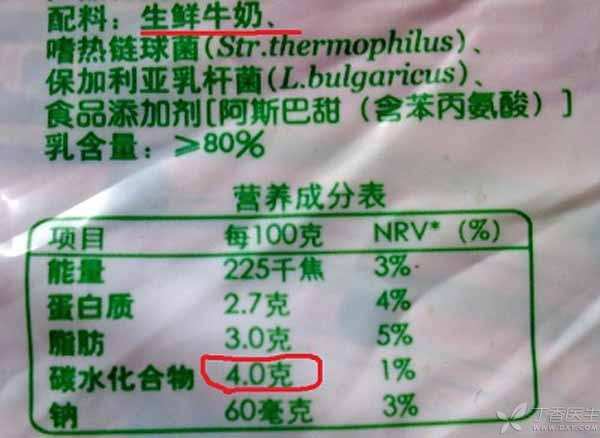 配料：生鲜牛奶、
嗜热链球菌(Str.thermophilus)、
保加利亚乳杆菌(L.bulgaricus)、
食品添加剂[阿斯巴甜（含苯丙氨酸）]
乳含量：≥80%
营养成分表
项目 每100克 NRV* (%)
能量 225千焦 3%
蛋白质 2.7克 4%
脂肪 3.0克 5%
碳水化合物 4.0克 1%
钠 60毫克 3%
丁香医生
WWW.DXY.COM